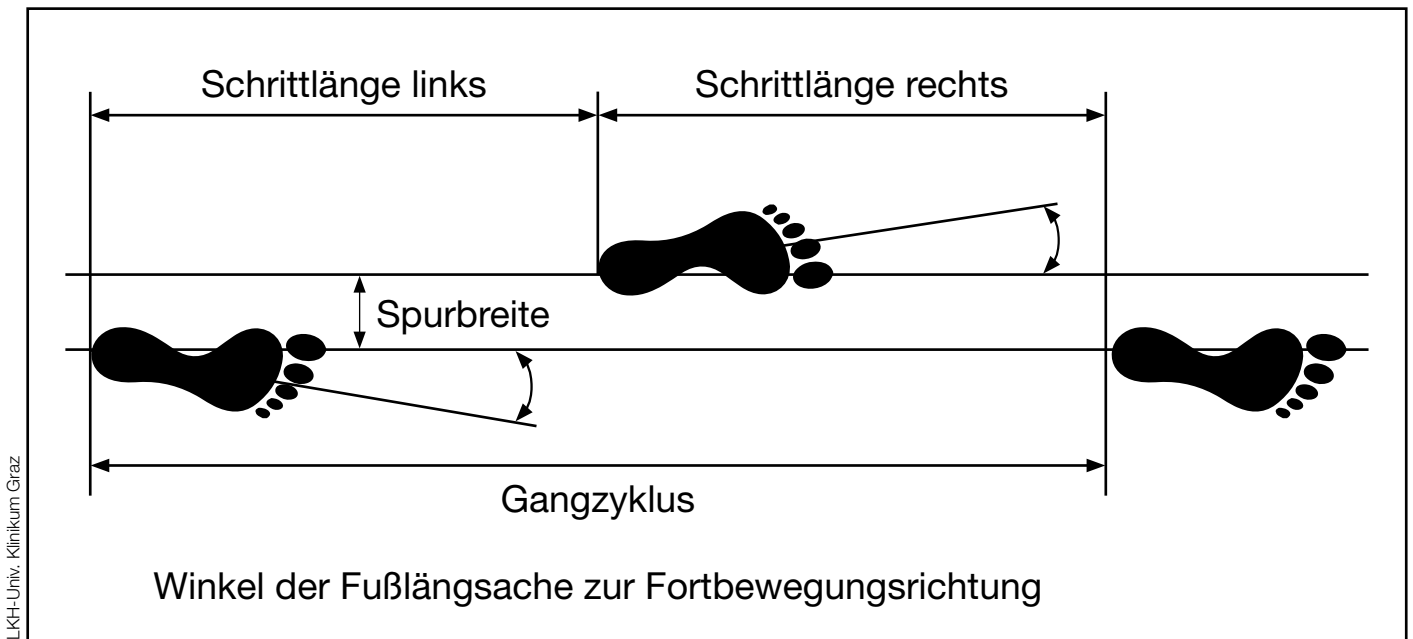 Schrittlänge links
Schrittlänge rechts
Spurbreite
Gangzyklus
Winkel der Fußlängsache zur Fortbewegungsrichtung
LKH-Univ. Klinikum Graz